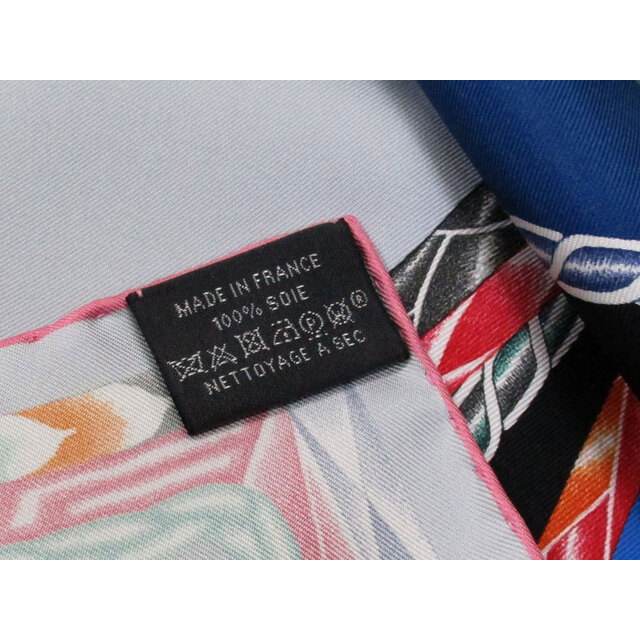 MADE IN FRANCE
100% SOIE
NETTOYAGE À SEC